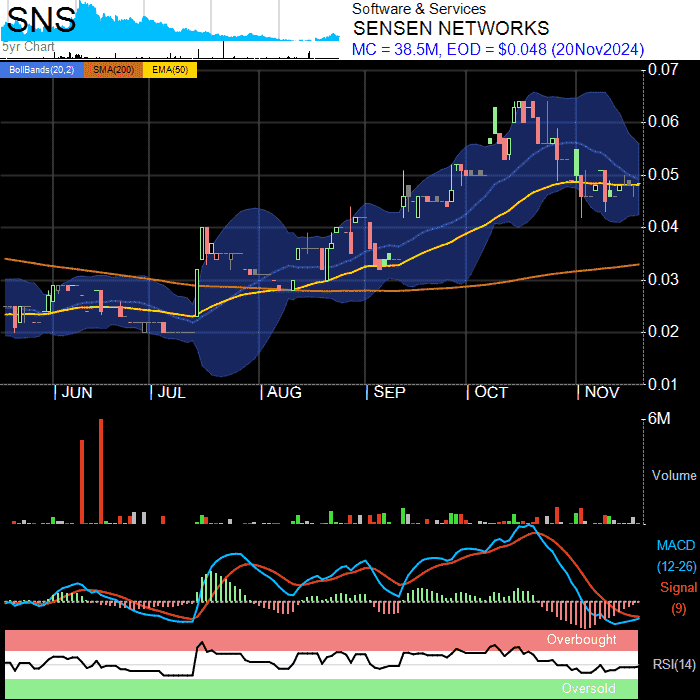 SNS
5yr Chart
Software & Services
SENSEN NETWORKS
MC = 38.5M, EOD = $0.048 (20Nov2024)
BollBands(20,2) SMA(200) EMA(50)
0.07
0.06
0.05
0.04
0.03
0.02
0.01
JUN JUL AUG SEP OCT NOV
6M
Volume
MACD
(12-26)
Signal
(9)
Overbought
RSI(14)
Oversold